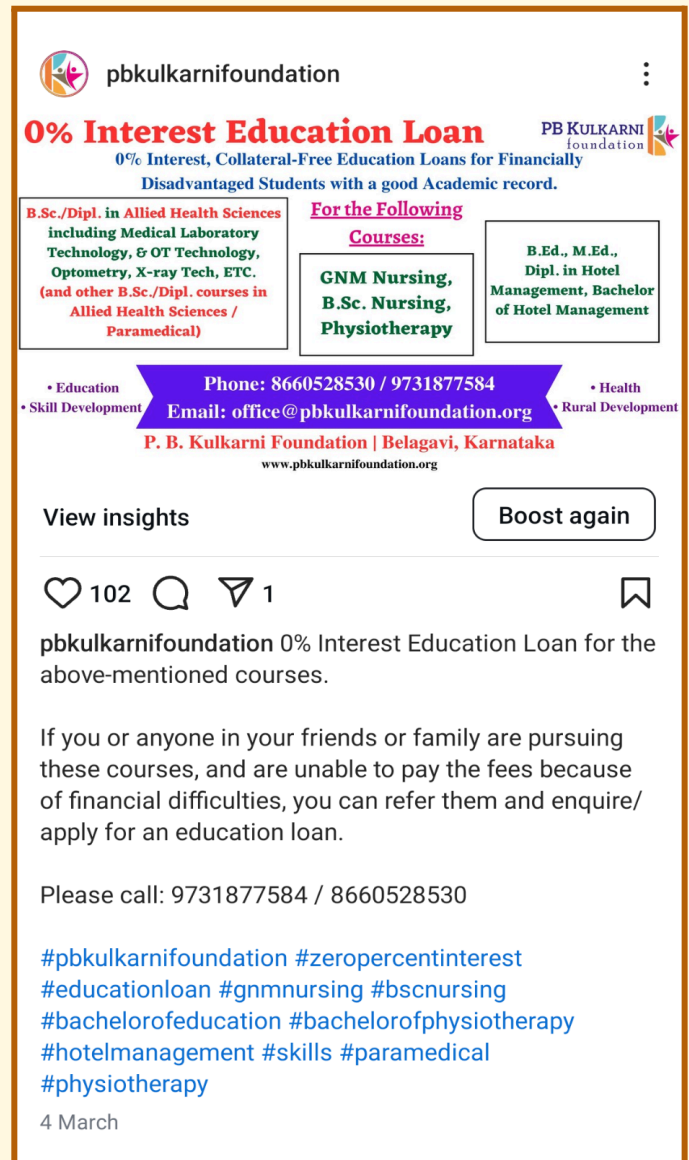 pbkulkarnifoundation
0% Interest Education Loan
PB KULKARNI
foundation
0% Interest, Collateral-Free Education Loans for Financially
Disadvantaged Students with a good Academic record.
B.Sc./Dipl. in Allied Health Sciences
including Medical Laboratory
Technology, & OT Technology,
Optometry, X-ray Tech, ETC.
(and other B.Sc./Dipl. courses in
Allied Health Sciences /
Paramedical)
For the Following
Courses:
GNM Nursing,
B.Sc. Nursing,
Physiotherapy
B.Ed., M.Ed.,
Dipl. in Hotel
Management, Bachelor
of Hotel Management
• Education
• Skill Development
Phone: 8660528530 / 9731877584
Email: office@pbkulkarnifoundation.org
• Health
• Rural Development
P. B. Kulkarni Foundation | Belagavi, Karnataka
www.pbkulkarnifoundation.org
View insights
Boost again
102
1
pbkulkarnifoundation 0% Interest Education Loan for the
above-mentioned courses.
If you or anyone in your friends or family are pursuing
these courses, and are unable to pay the fees because
of financial difficulties, you can refer them and enquire/
apply for an education loan.
Please call: 9731877584 / 8660528530
#pbkulkarnifoundation #zeropercentinterest
#educationloan #gnmnursing #bscnursing
#bachelorofeducation #bachelorofphysiotherapy
#hotelmanagement #skills #paramedical
#physiotherapy
4 March